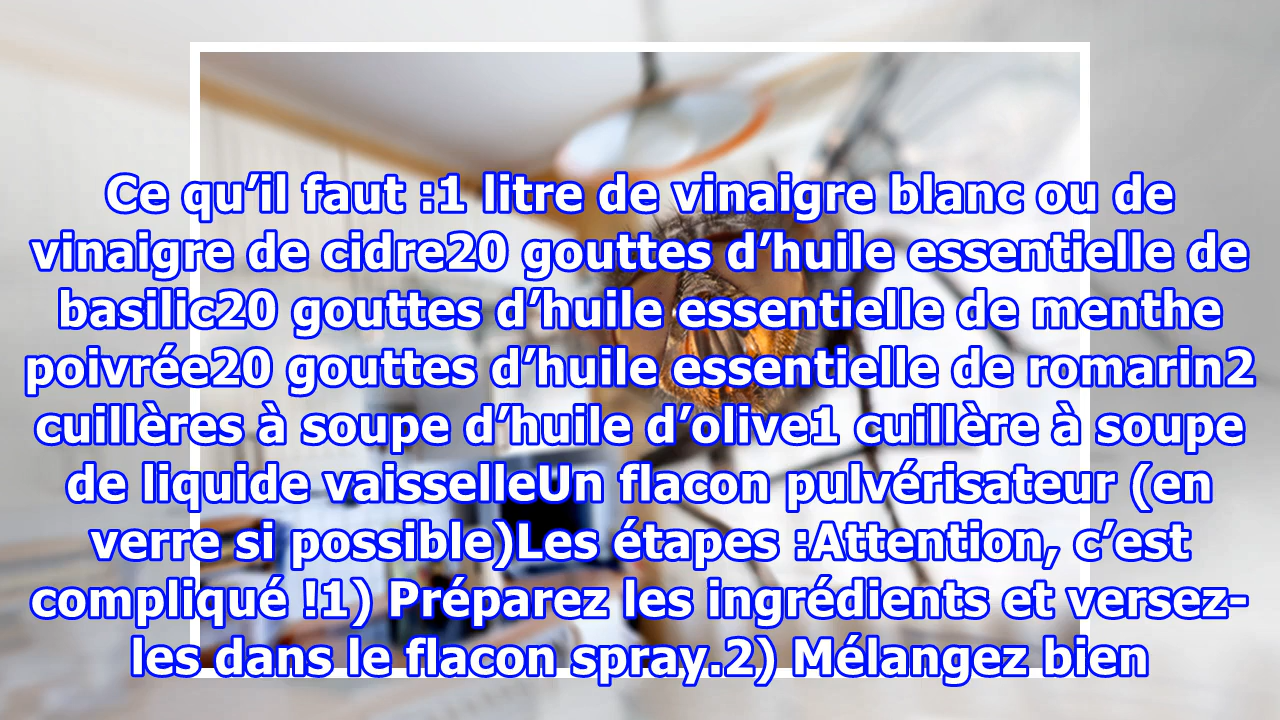 Ce qu’il faut :1 litre de vinaigre blanc ou de
vinaigre de cidre20 gouttes d’huile essentielle de
basilic20 gouttes d’huile essentielle de menthe
poivrée20 gouttes d’huile essentielle de romarin2
cuillères à soupe d’huile d’olive1 cuillère à soupe
de liquide vaisselleUn flacon pulvérisateur (en
verre si possible)Les étapes :Attention, c’est
compliqué !1) Préparez les ingrédients et versez-
les dans le flacon spray.2) Mélangez bien